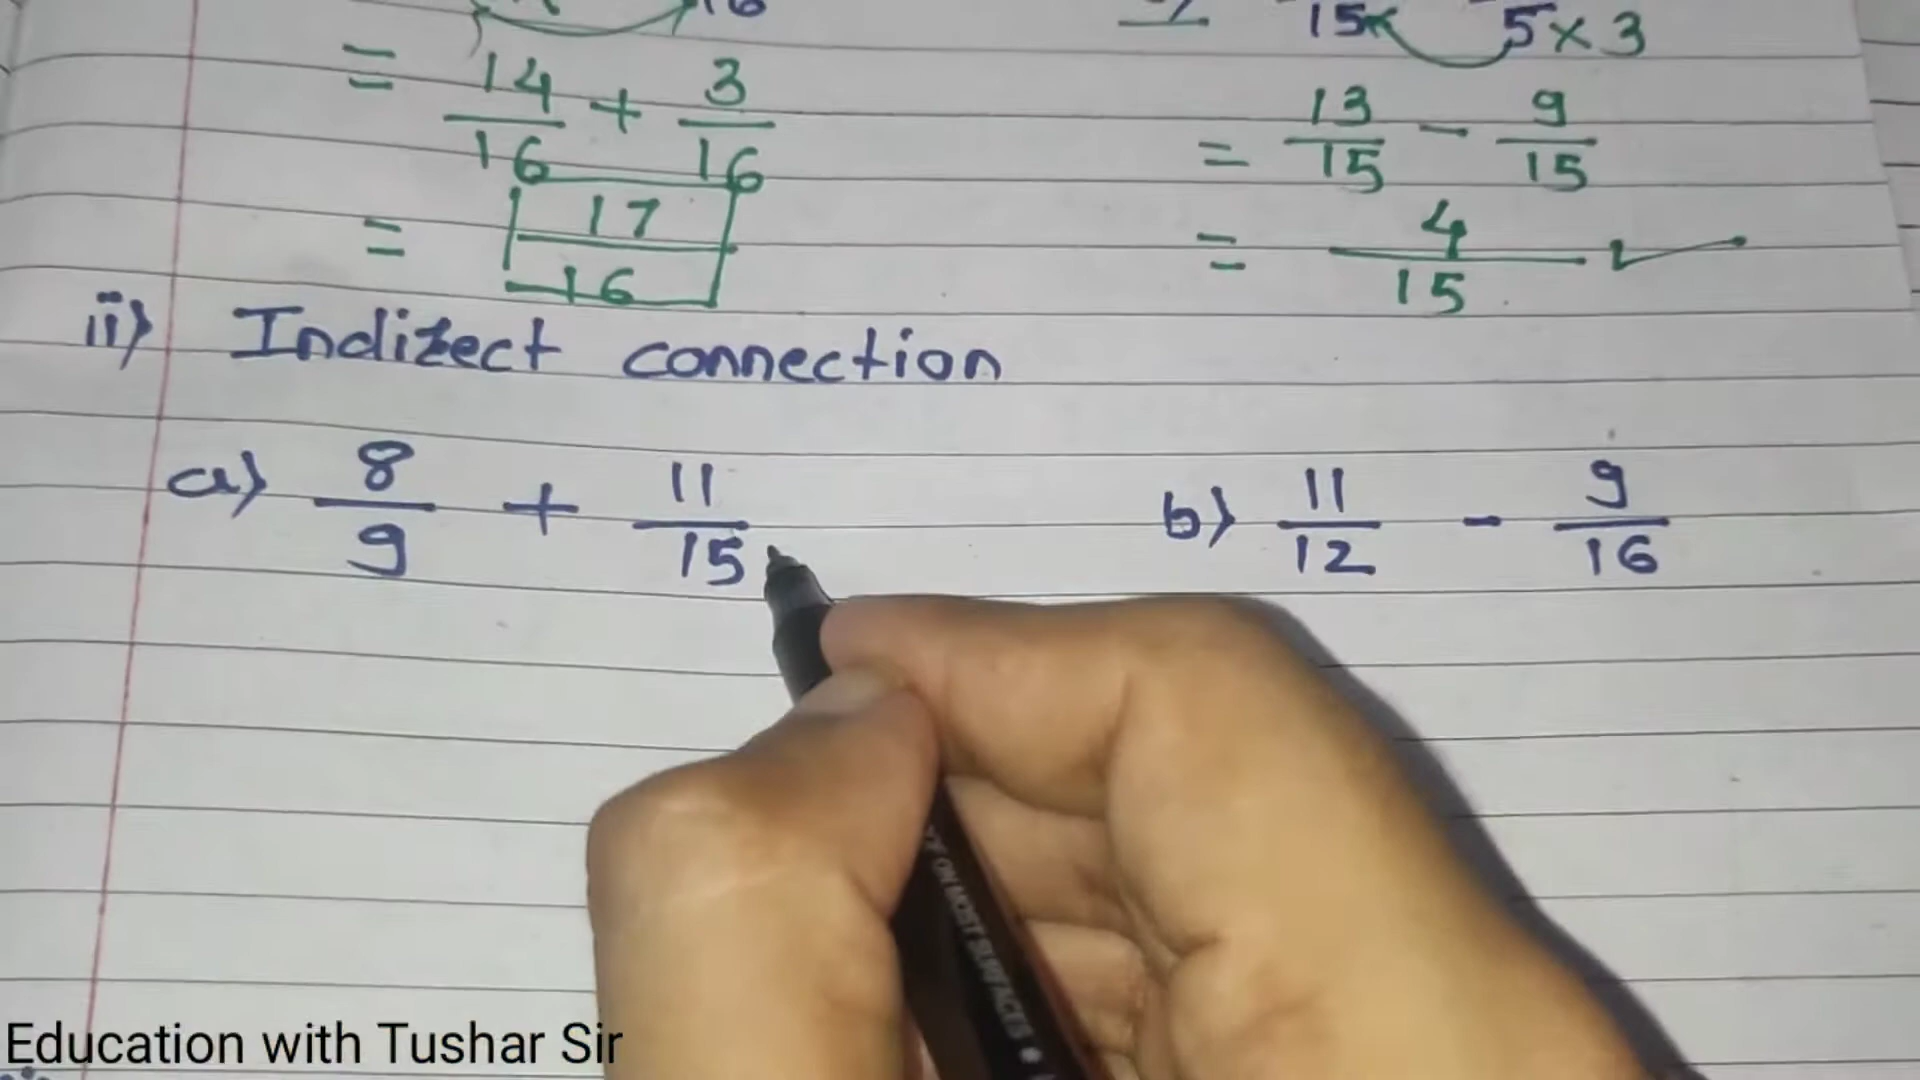 16 15 5 × 3
= 14/16 + 3/16 = 13/15 - 9/15
= 17/16 = 4/15 ✓
ii) Indirect connection
a) 8/9 + 11/15 b) 11/12 - 9/16
Education with Tushar Sir